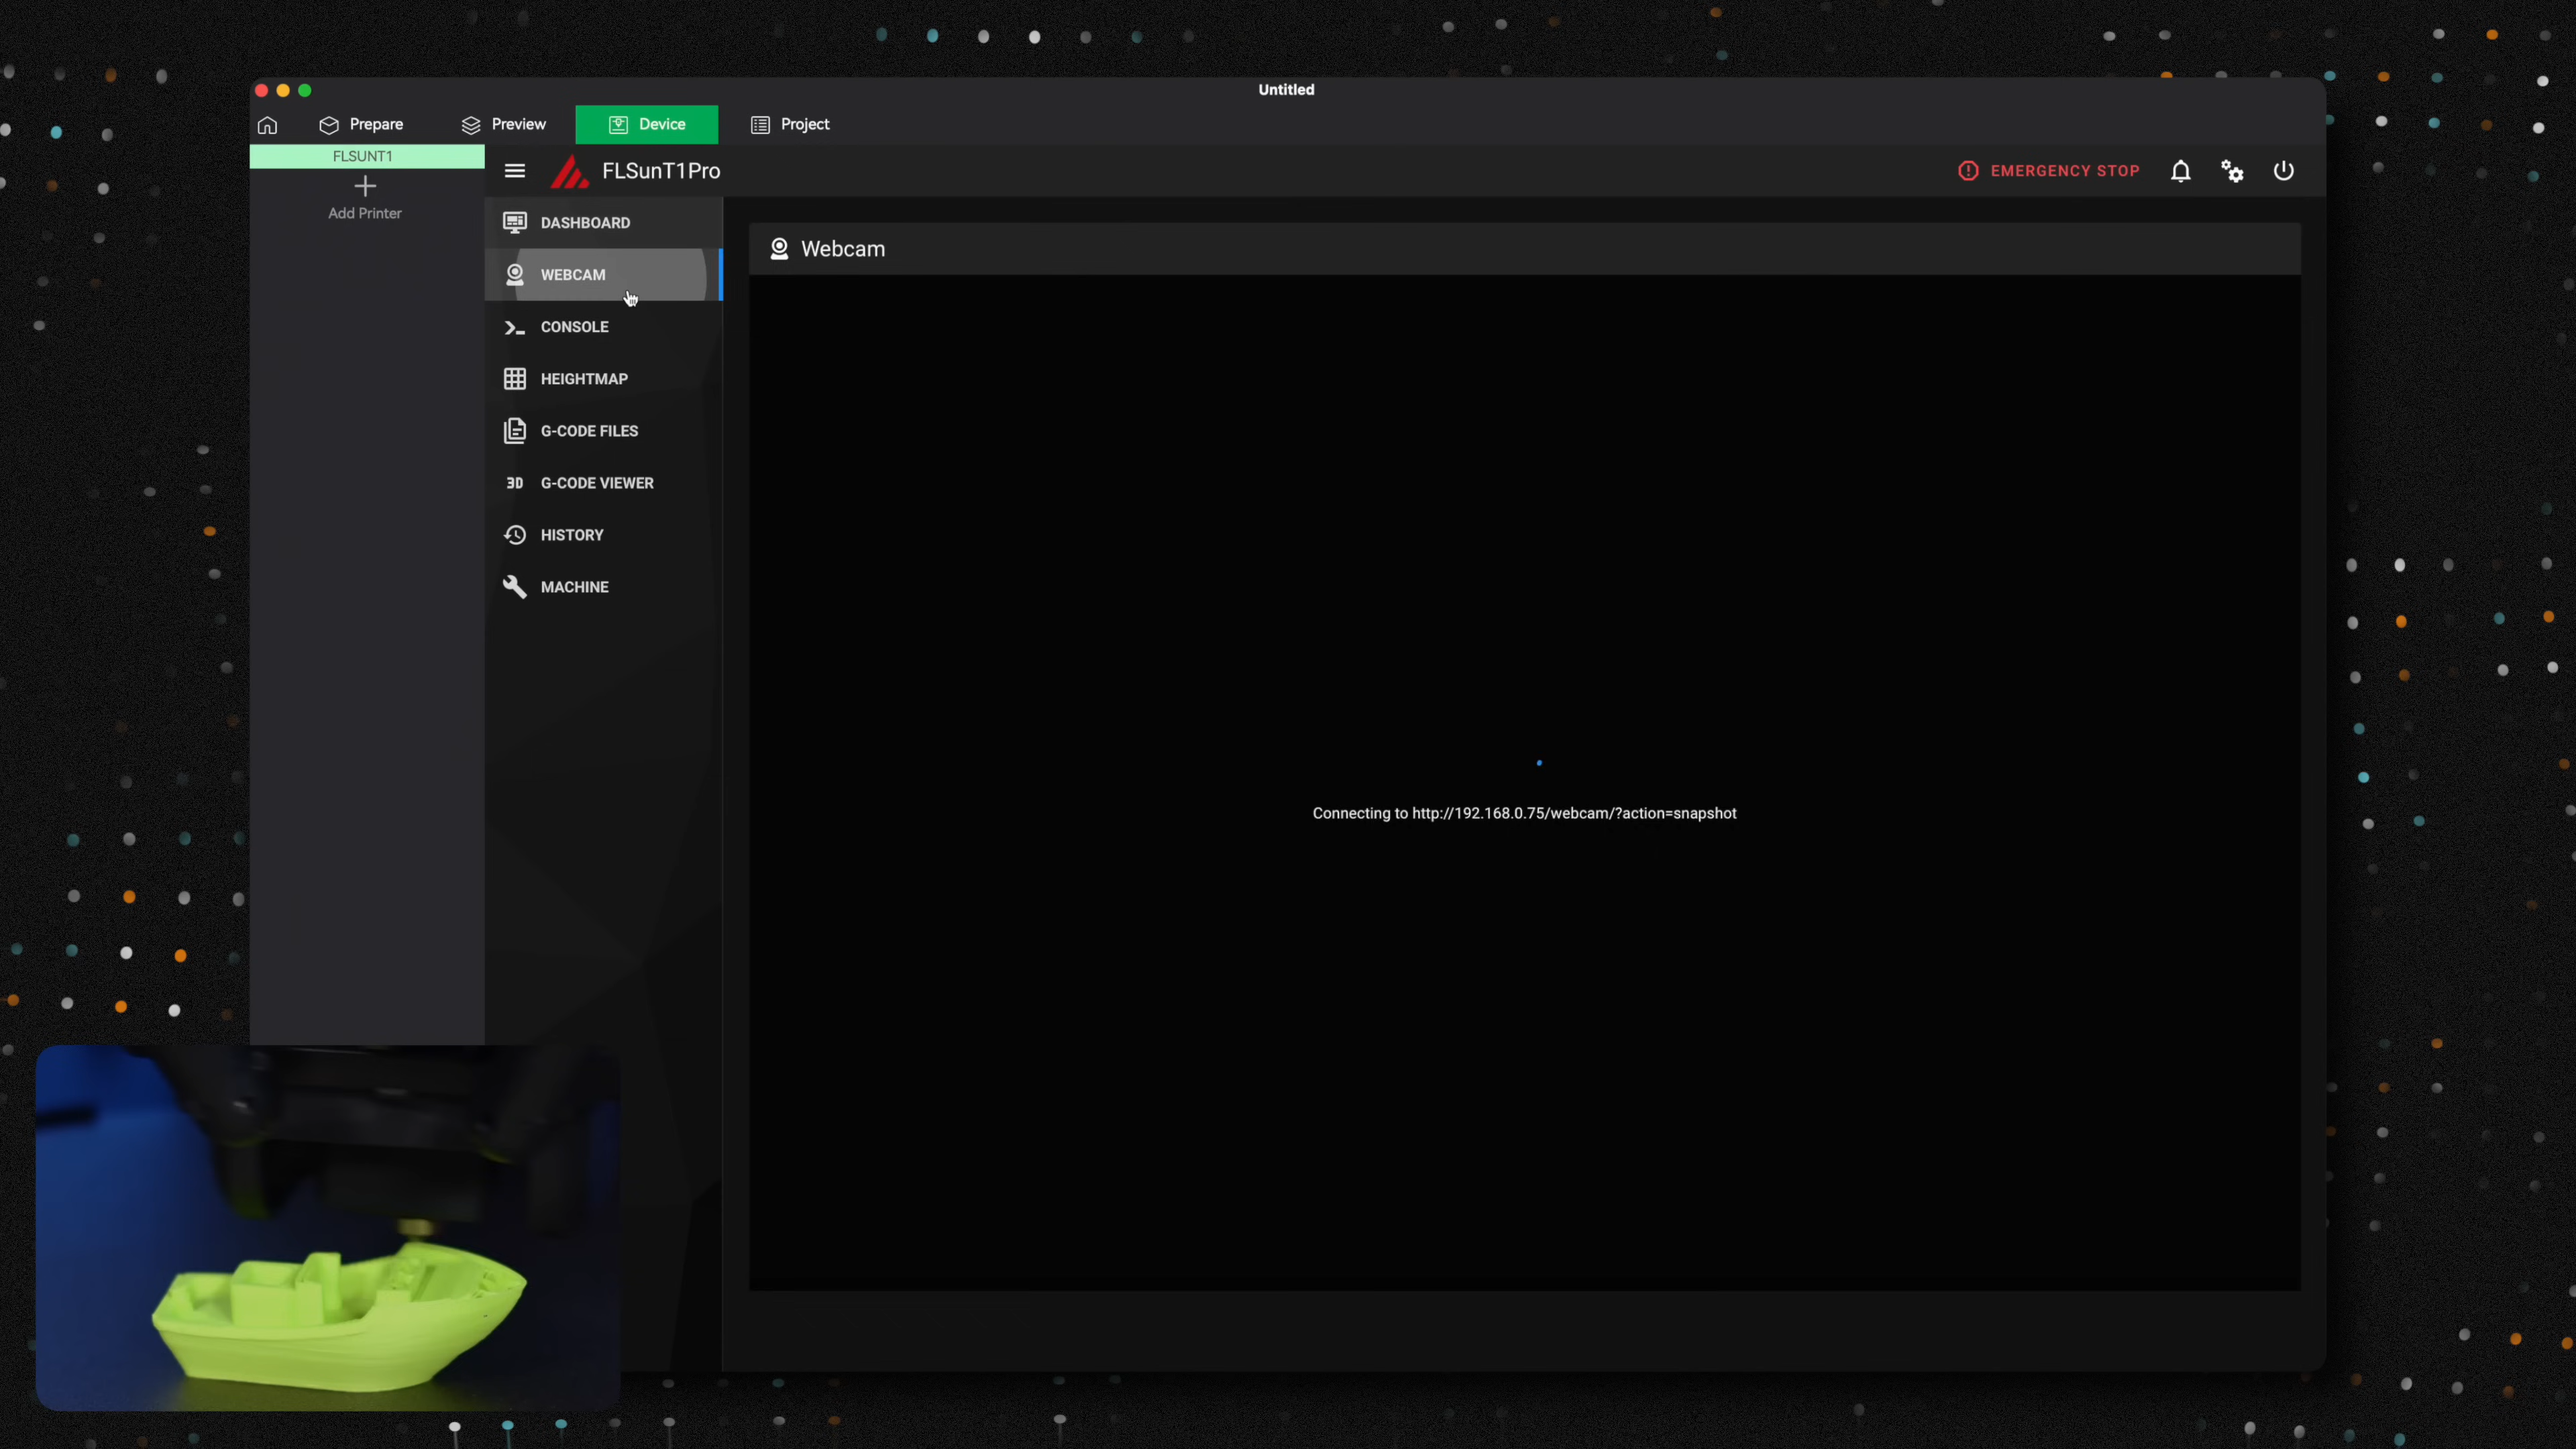 Untitled
Prepare
Preview
Device
Project
FLSUNT1
Add Printer
FLSunT1Pro
EMERGENCY STOP
DASHBOARD
WEBCAM
CONSOLE
HEIGHTMAP
G-CODE FILES
3D G-CODE VIEWER
HISTORY
MACHINE
Webcam
Connecting to http://192.168.0.75/webcam/?action=snapshot